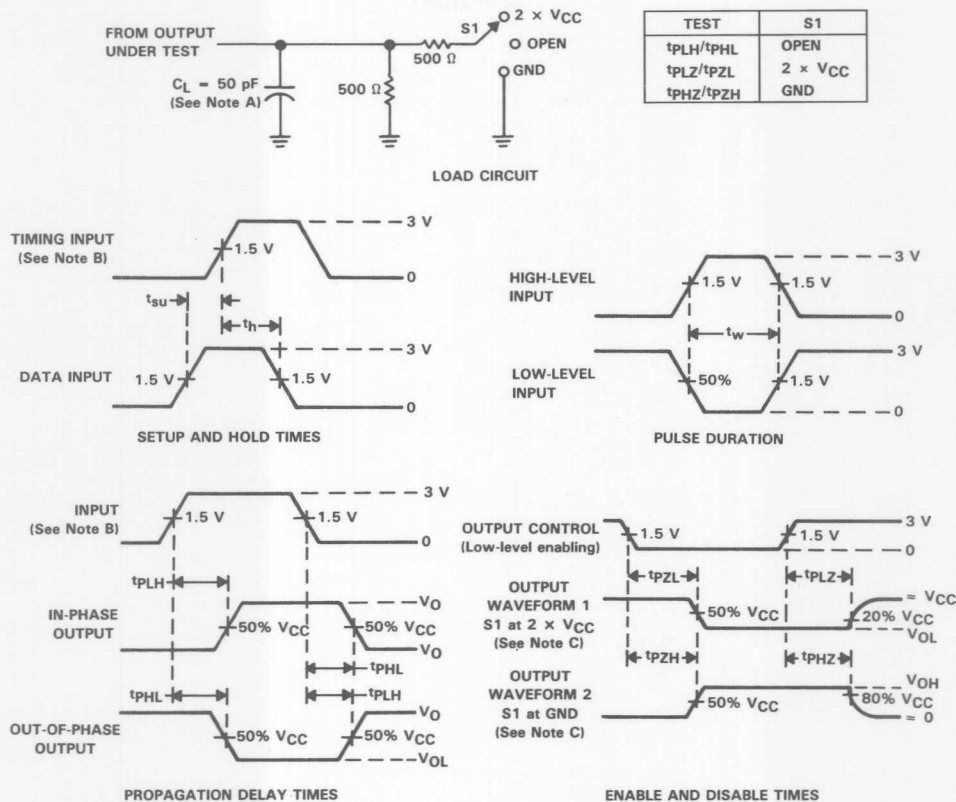 FROM OUTPUT
UNDER TEST
CL = 50 pF
(See Note A)
500 Ω
500 Ω
S1
2 × VCC
OPEN
GND
LOAD CIRCUIT
TEST S1
tPLH/tPHL OPEN
tPLZ/tPZL 2 × VCC
tPHZ/tPZH GND
TIMING INPUT
(See Note B)
1.5 V
3 V
0
tsu
th
DATA INPUT
1.5 V
1.5 V
3 V
0
SETUP AND HOLD TIMES
HIGH-LEVEL
INPUT
1.5 V
1.5 V
3 V
0
tw
LOW-LEVEL
INPUT
50%
1.5 V
3 V
0
PULSE DURATION
INPUT
(See Note B)
1.5 V
1.5 V
3 V
0
tPLH
IN-PHASE
OUTPUT
50% VCC
50% VCC
VO
VO
tPHL
tPHL
tPLH
OUT-OF-PHASE
OUTPUT
50% VCC
50% VCC
VO
VOL
PROPAGATION DELAY TIMES
OUTPUT CONTROL
(Low-level enabling)
1.5 V
1.5 V
3 V
0
tPZL
tPLZ
OUTPUT
WAVEFORM 1
S1 at 2 × VCC
(See Note C)
50% VCC
≈ VCC
20% VCC
VOL
tPZH
tPHZ
OUTPUT
WAVEFORM 2
S1 at GND
(See Note C)
50% VCC
VOH
80% VCC
≈ 0
ENABLE AND DISABLE TIMES